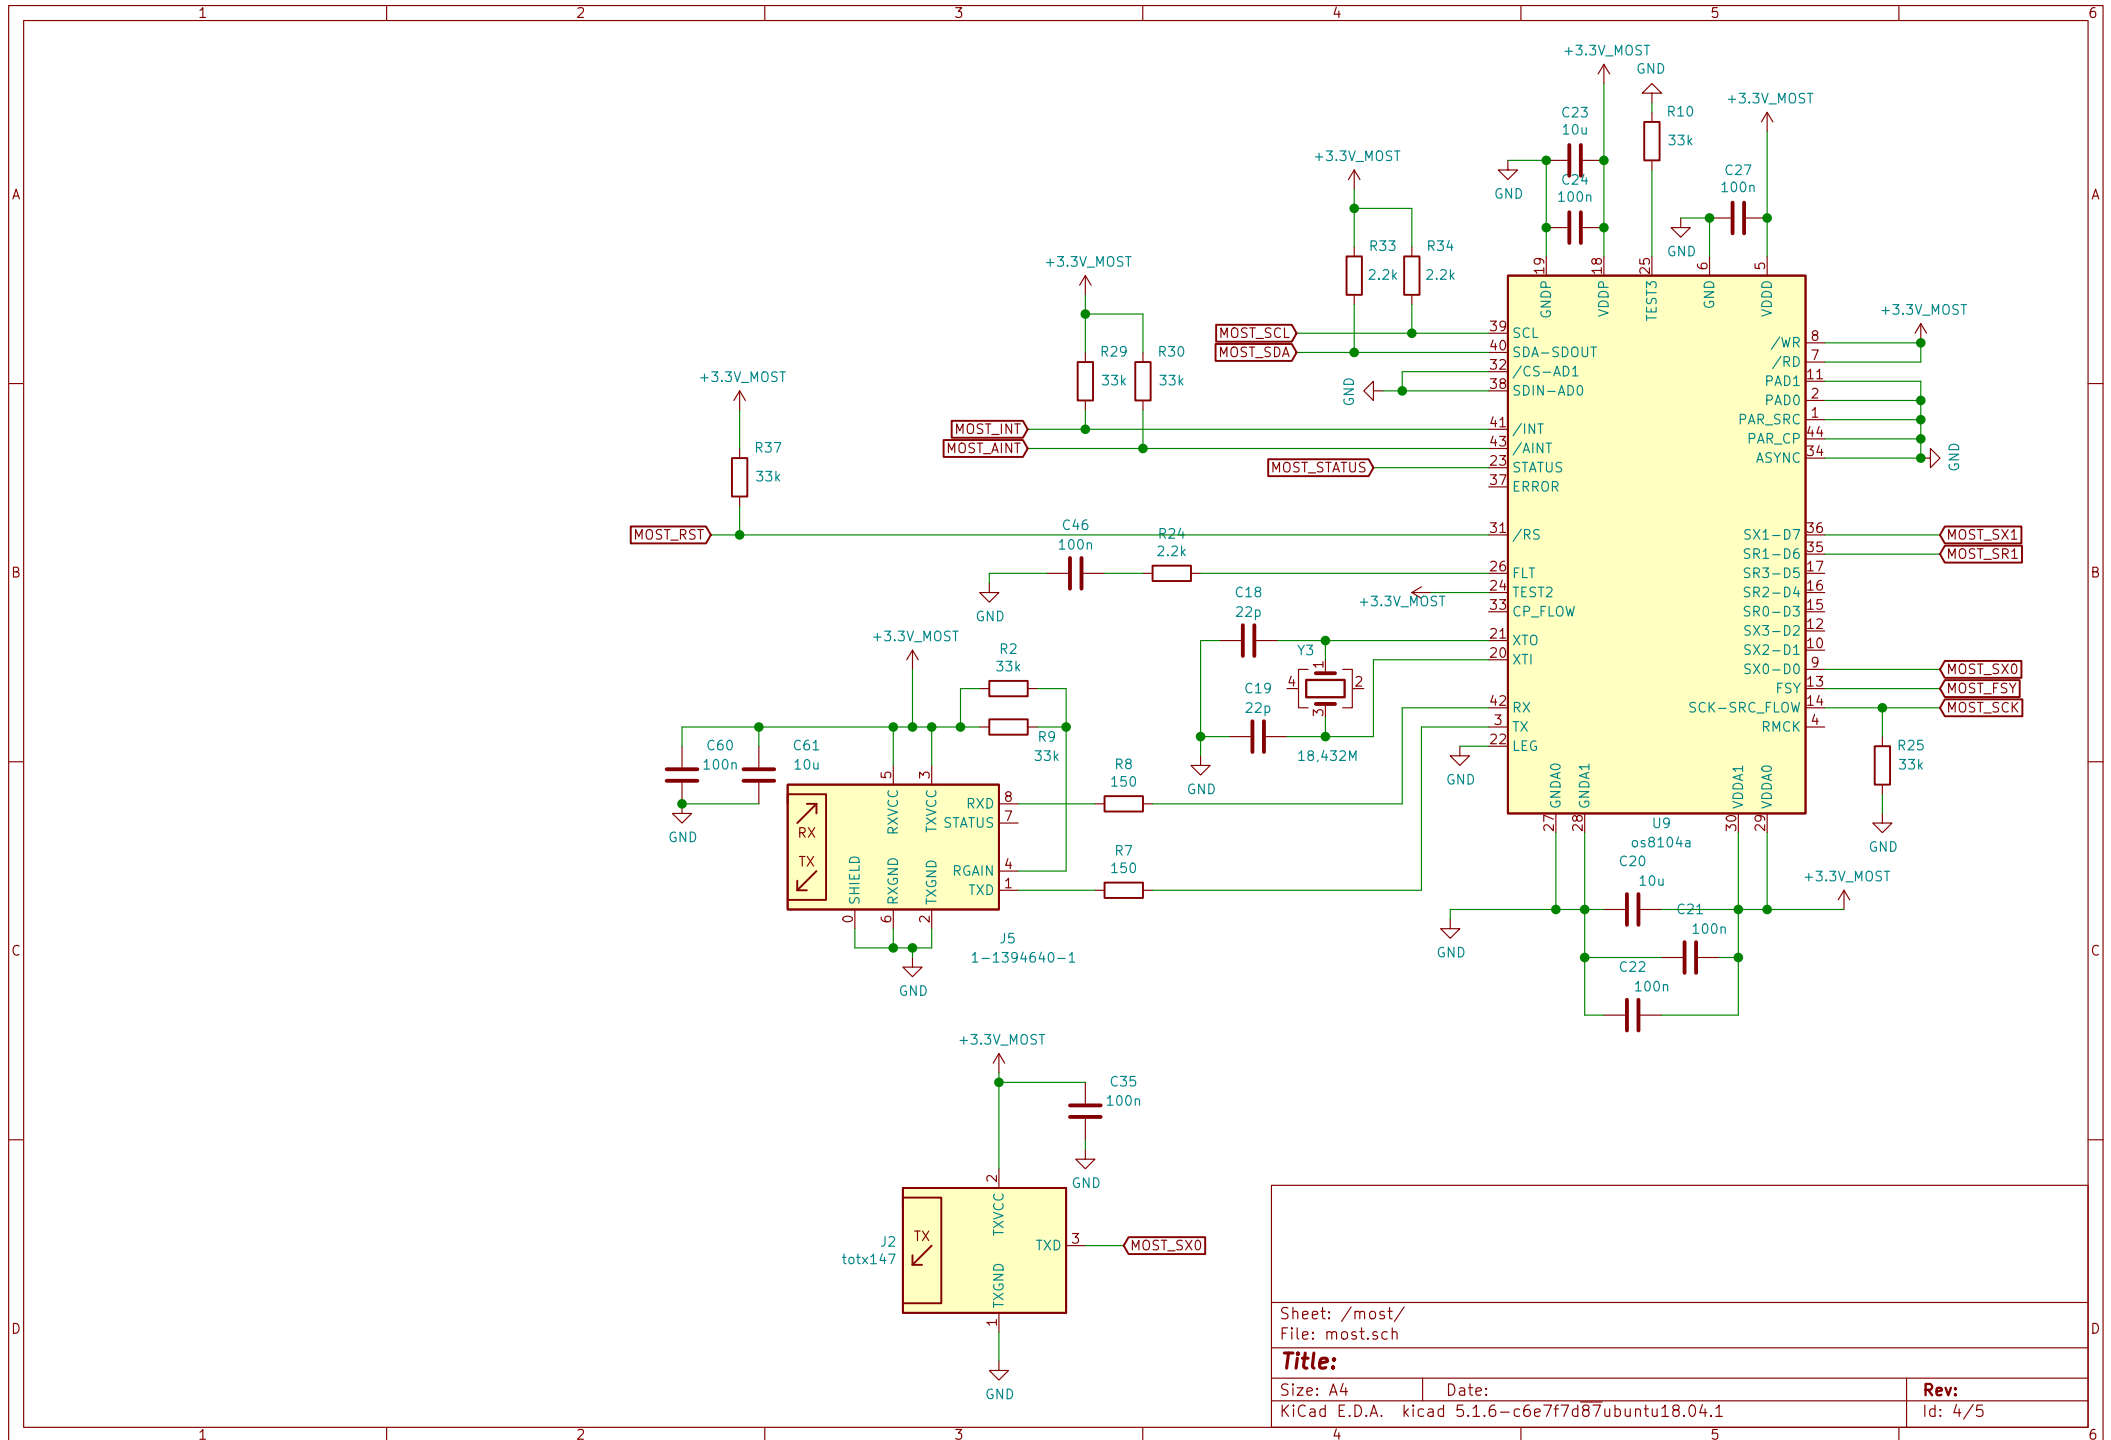 1 2 3 4 5 6
A
B
C
D
A
B
C
D
1 2 3 4 5 6
+3.3V_MOST
GND
+3.3V_MOST
C23
10u
R10
33k
C24
100n
C27
100n
GND
GND
+3.3V_MOST
R33
2.2k
R34
2.2k
+3.3V_MOST
R29
33k
R30
33k
+3.3V_MOST
R37
33k
MOST_SCL
MOST_SDA
GND
MOST_INT
MOST_AINT
MOST_STATUS
MOST_RST
C46
100n
R24
2.2k
GND
+3.3V_MOST
C18
22p
Y3
1
4
2
3
C19
22p
18,432M
GND
GND
19 GNDP
18 VDDP
25 TEST3
6 GND
5 VDDD
39 SCL
40 SDA-SDOUT
32 /CS-AD1
38 SDIN-AD0
41 /INT
43 /AINT
23 STATUS
37 ERROR
31 /RS
26 FLT
24 TEST2
33 CP_FLOW
21 XTO
20 XTI
42 RX
3 TX
22 LEG
/WR 8
/RD 7
PAD1 11
PAD0 2
PAR_SRC 1
PAR_CP 44
ASYNC 34
SX1-D7 36
SR1-D6 35
SR3-D5 17
SR2-D4 16
SR0-D3 15
SX3-D2 12
SX2-D1 10
SX0-D0 9
FSY 13
SCK-SRC_FLOW 14
RMCK 4
GNDA0 27
GNDA1 28
VDDA1 30
VDDA0 29
U9
os8104a
+3.3V_MOST
GND
MOST_SX1
MOST_SR1
MOST_SX0
MOST_FSY
MOST_SCK
R25
33k
GND
C20
10u
C21
100n
C22
100n
+3.3V_MOST
GND
+3.3V_MOST
R2
33k
R9
33k
C60
100n
C61
10u
GND
R8
150
R7
150
5 RXVCC
3 TXVCC
RX
TX
RXD 8
STATUS 7
RGAIN 4
TXD 1
SHIELD 0
RXGND 6
TXGND 2
J5
1-1394640-1
GND
+3.3V_MOST
C35
100n
GND
2 TXVCC
TX
J2
totx147
TXD 3
MOST_SX0
TXGND 1
GND
Sheet: /most/
File: most.sch
Title:
Size: A4 Date: Rev:
KiCad E.D.A. kicad 5.1.6-c6e7f7d87ubuntu18.04.1 Id: 4/5